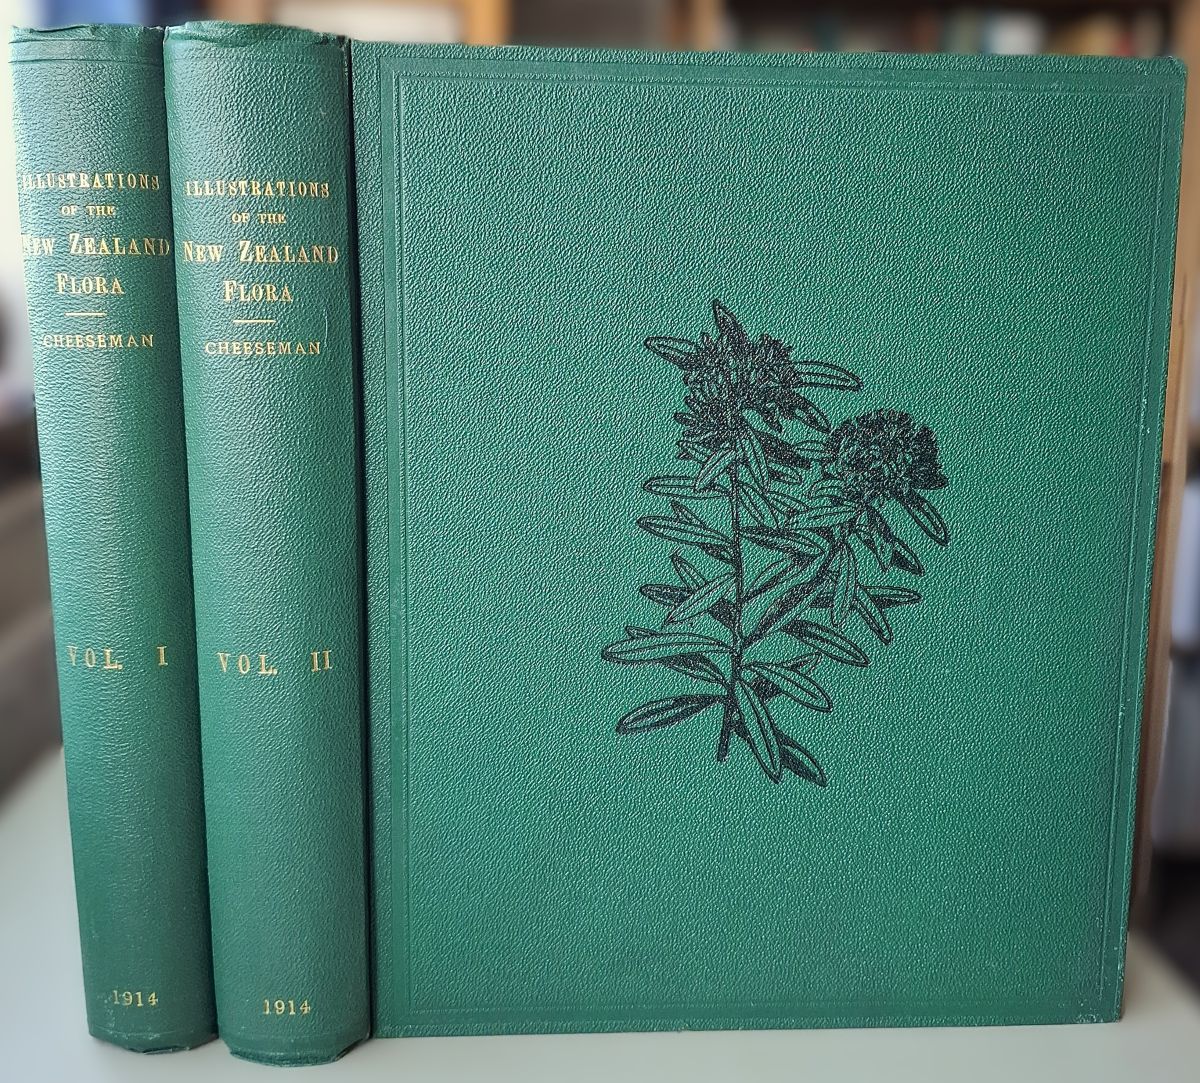 ILLUSTRATIONS
OF THE
NEW ZEALAND
FLORA
CHEESEMAN
VOL. I
1914
ILLUSTRATIONS
OF THE
NEW ZEALAND
FLORA
CHEESEMAN
VOL. II
1914